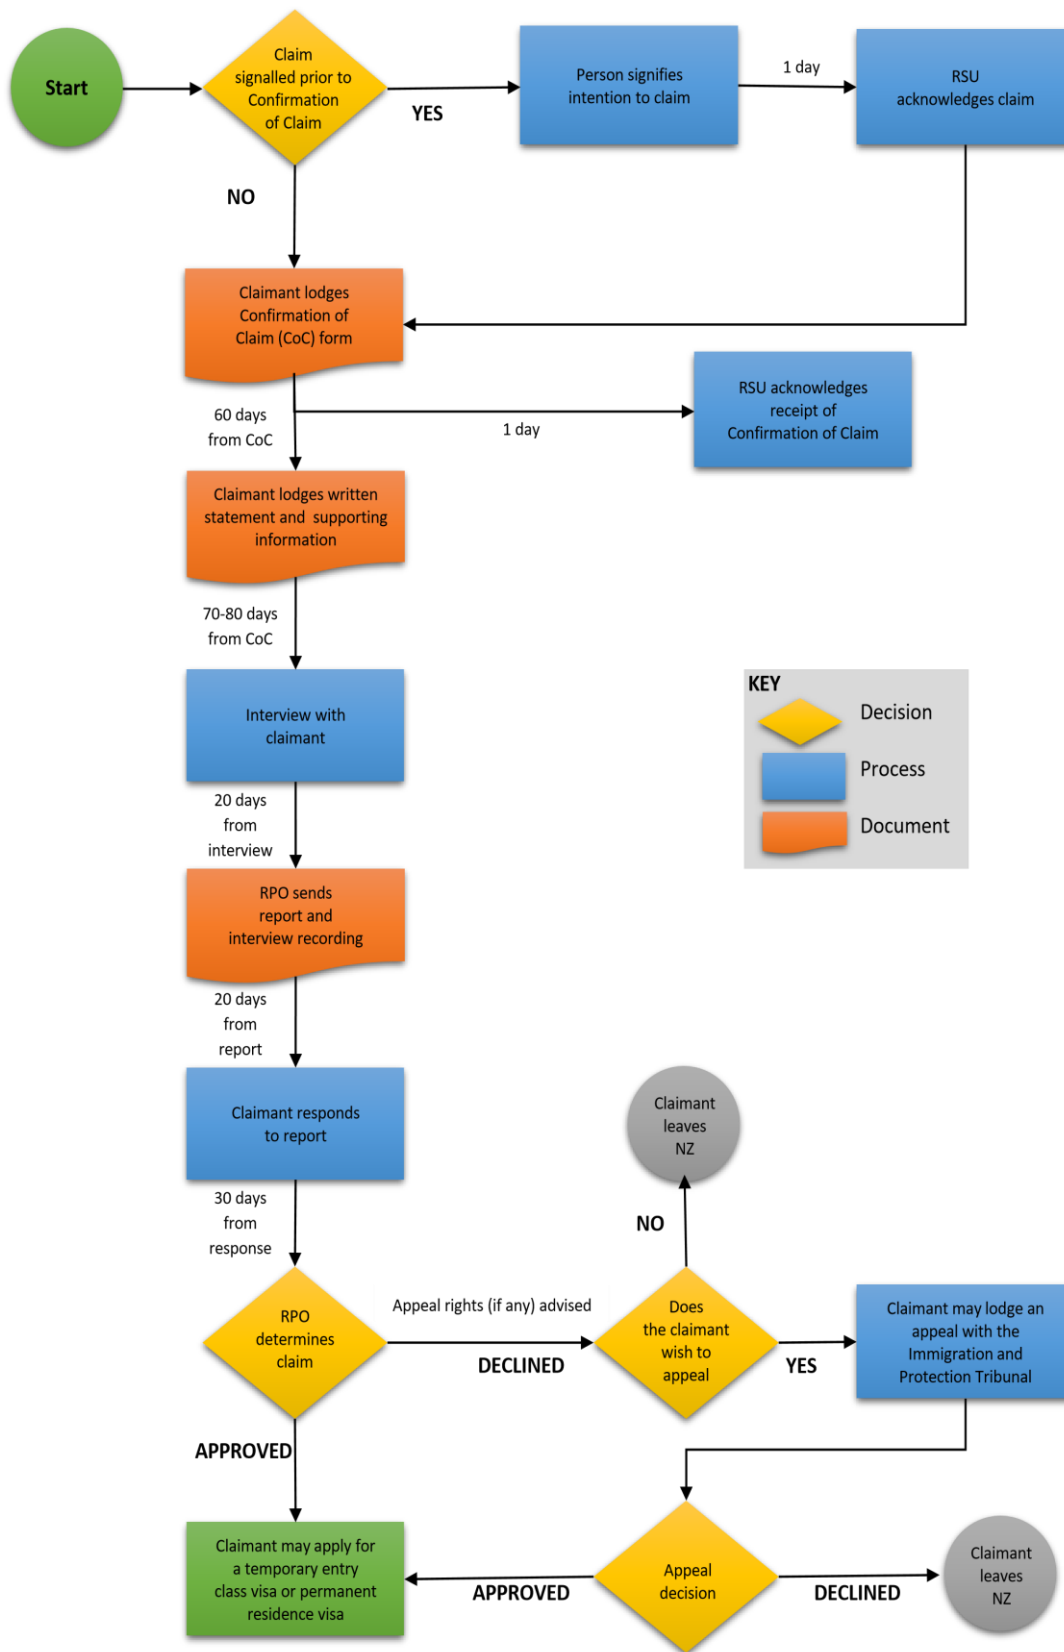 Start
Claim
signalled prior to
Confirmation
of Claim
YES
Person signifies
intention to claim
1 day
RSU
acknowledges claim
NO
Claimant lodges
Confirmation of
Claim (CoC) form
60 days
from CoC
1 day
RSU acknowledges
receipt of
Confirmation of Claim
Claimant lodges written
statement and supporting
information
70-80 days
from CoC
Interview with
claimant
KEY
Decision
Process
Document
20 days
from
interview
RPO sends
report and
interview recording
20 days
from
report
Claimant responds
to report
Claimant
leaves
NZ
30 days
from
response
NO
RPO
determines
claim
Appeal rights (if any) advised
DECLINED
Does
the claimant
wish to
appeal
YES
Claimant may lodge an
appeal with the
Immigration and
Protection Tribunal
APPROVED
Claimant may apply for
a temporary entry
class visa or permanent
residence visa
APPROVED
Appeal
decision
DECLINED
Claimant
leaves
NZ